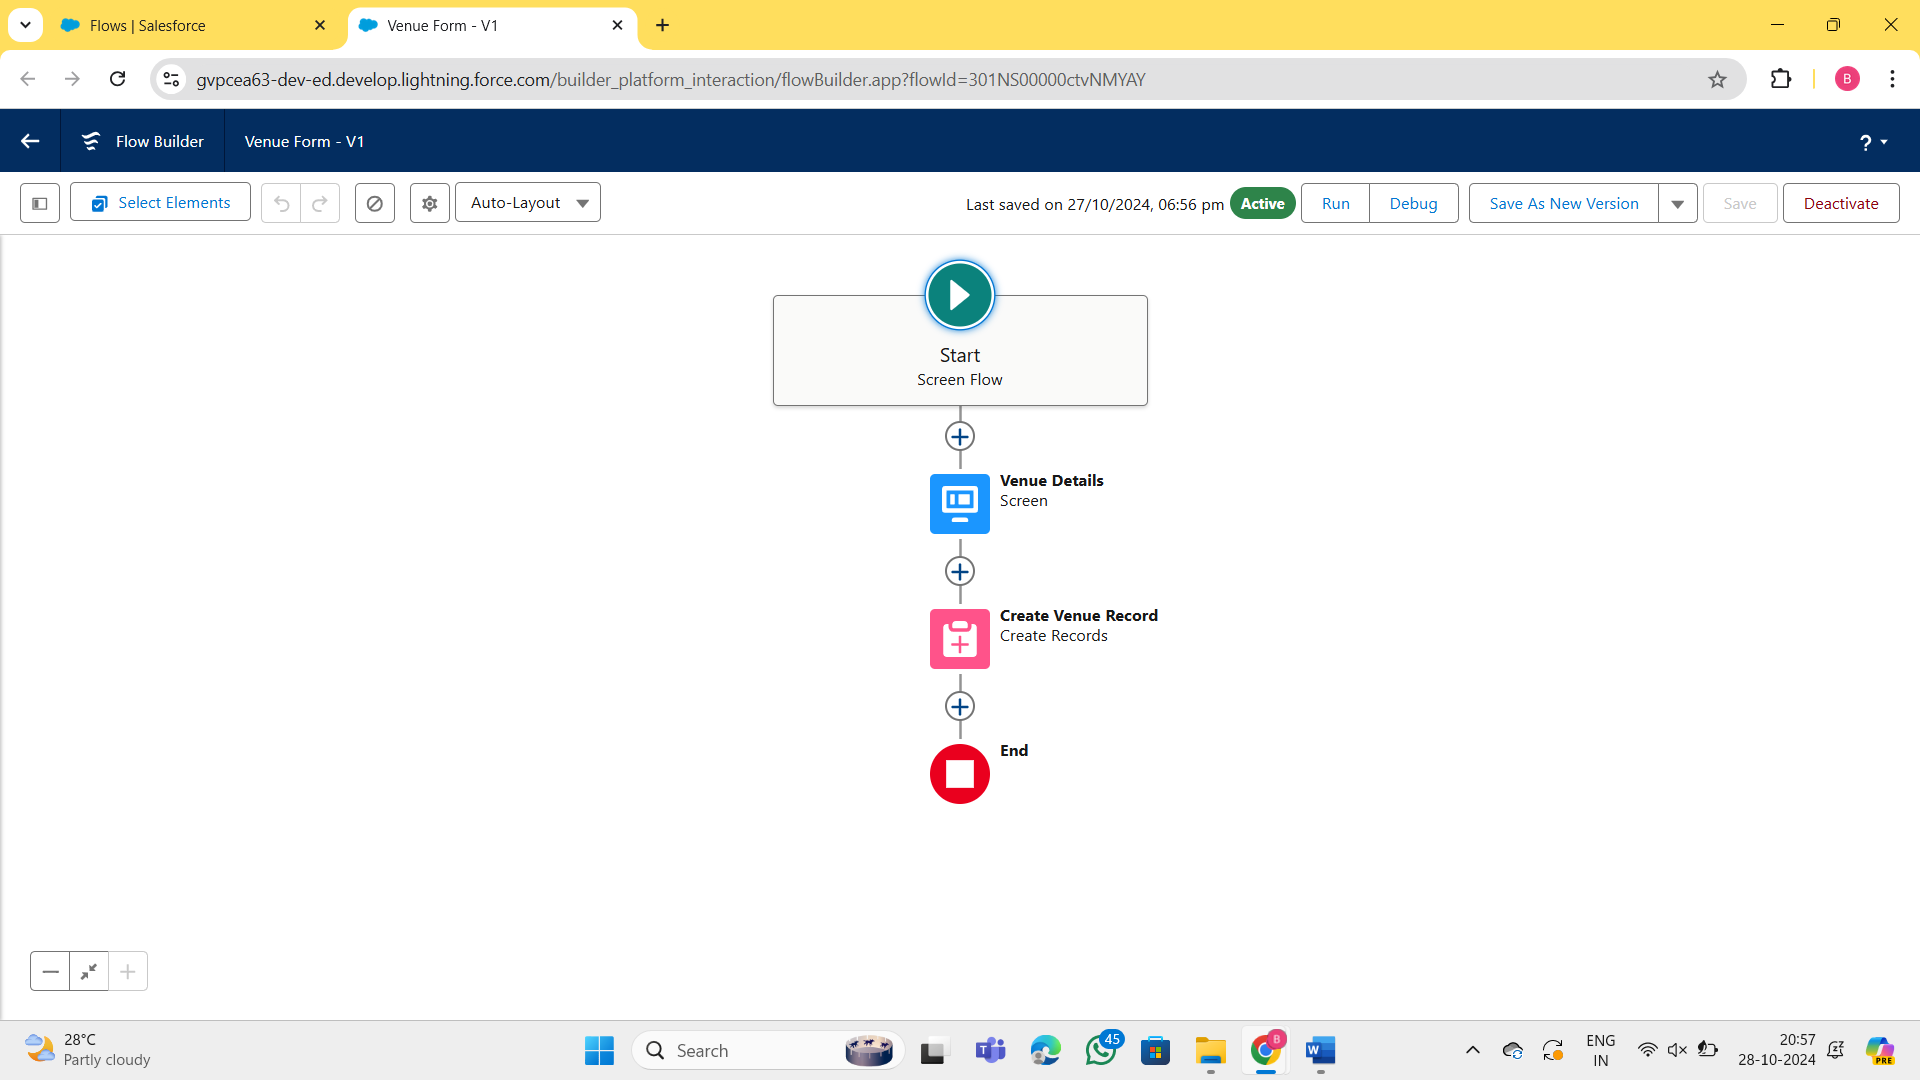 Flows | Salesforce
Venue Form - V1
gvpcea63-dev-ed.develop.lightning.force.com/builder_platform_interaction/flowBuilder.app?flowId=301NS00000ctvNMYAY
B
Flow Builder
Venue Form - V1
?
Select Elements
Auto-Layout
Last saved on 27/10/2024, 06:56 pm
Active
Run
Debug
Save As New Version
Save
Deactivate
Start
Screen Flow
Venue Details
Screen
Create Venue Record
Create Records
End
28°C
Partly cloudy
Search
45
B
W
ENG
IN
20:57
28-10-2024
PRE